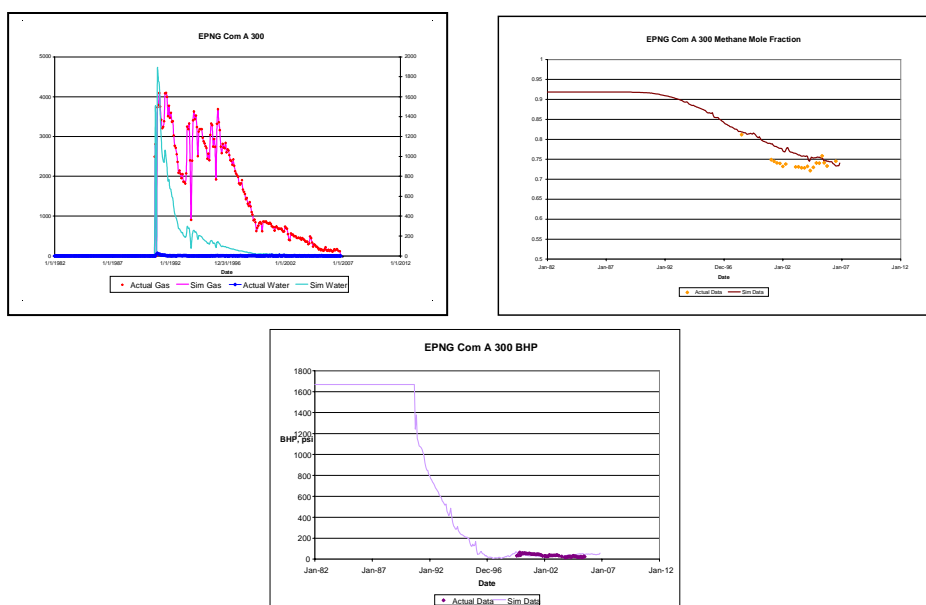 EPNG Com A 300
5000
4000
3000
2000
1000
0
2000
1800
1600
1400
1200
1000
800
600
400
200
0
1/1/1982 1/1/1987 1/1/1992 12/31/1996 1/1/2002 1/1/2007 1/1/2012
Date
Actual Gas Sim Gas Actual Water Sim Water
EPNG Com A 300 Methane Mole Fraction
1
0.95
0.9
0.85
0.8
0.75
0.7
0.65
0.6
0.55
0.5
Jan-82 Jan-87 Jan-92 Dec-96 Jan-02 Jan-07 Jan-12
Date
Actual Data Sim Data
EPNG Com A 300 BHP
1800
1600
1400
1200
BHP, psi
1000
800
600
400
200
0
Jan-82 Jan-87 Jan-92 Dec-96 Jan-02 Jan-07 Jan-12
Date
Actual Data Sim Data